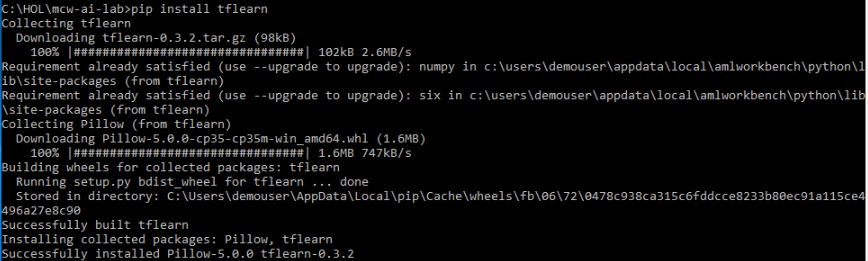 C:\HOL\mcw-ai-lab>pip install tflearn
Collecting tflearn
  Downloading tflearn-0.3.2.tar.gz (98kB)
    100% |################################| 102kB 2.6MB/s
Requirement already satisfied (use --upgrade to upgrade): numpy in c:\users\demouser\appdata\local\amlworkbench\python\l
ib\site-packages (from tflearn)
Requirement already satisfied (use --upgrade to upgrade): six in c:\users\demouser\appdata\local\amlworkbench\python\lib
\site-packages (from tflearn)
Collecting Pillow (from tflearn)
  Downloading Pillow-5.0.0-cp35-cp35m-win_amd64.whl (1.6MB)
    100% |################################| 1.6MB 747kB/s
Building wheels for collected packages: tflearn
  Running setup.py bdist_wheel for tflearn ... done
  Stored in directory: C:\Users\demouser\AppData\Local\pip\Cache\wheels\fb\06\72\0478c938ca315c6fddcce8233b80ec91a115ce4
496a27e8c90
Successfully built tflearn
Installing collected packages: Pillow, tflearn
Successfully installed Pillow-5.0.0 tflearn-0.3.2